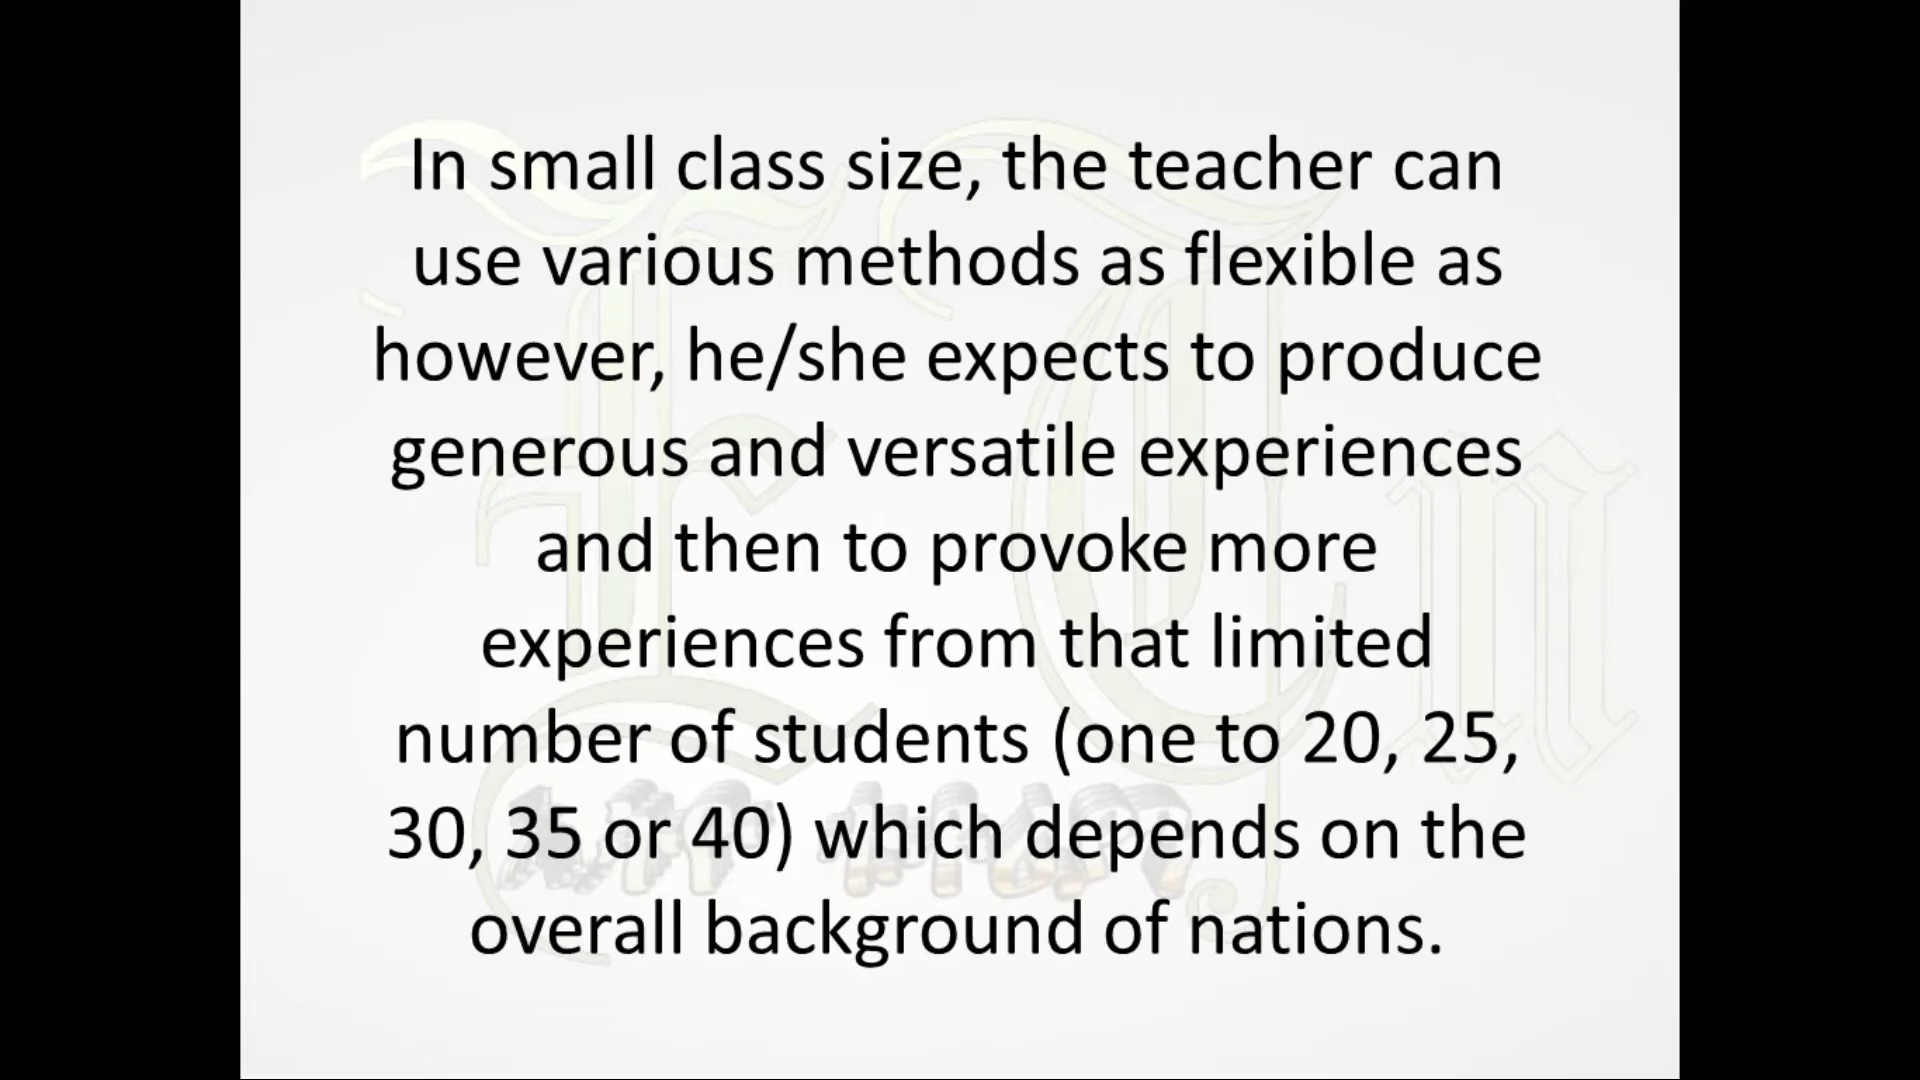 In small class size, the teacher can
use various methods as flexible as
however, he/she expects to produce
generous and versatile experiences
and then to provoke more
experiences from that limited
number of students (one to 20, 25,
30, 35 or 40) which depends on the
overall background of nations.